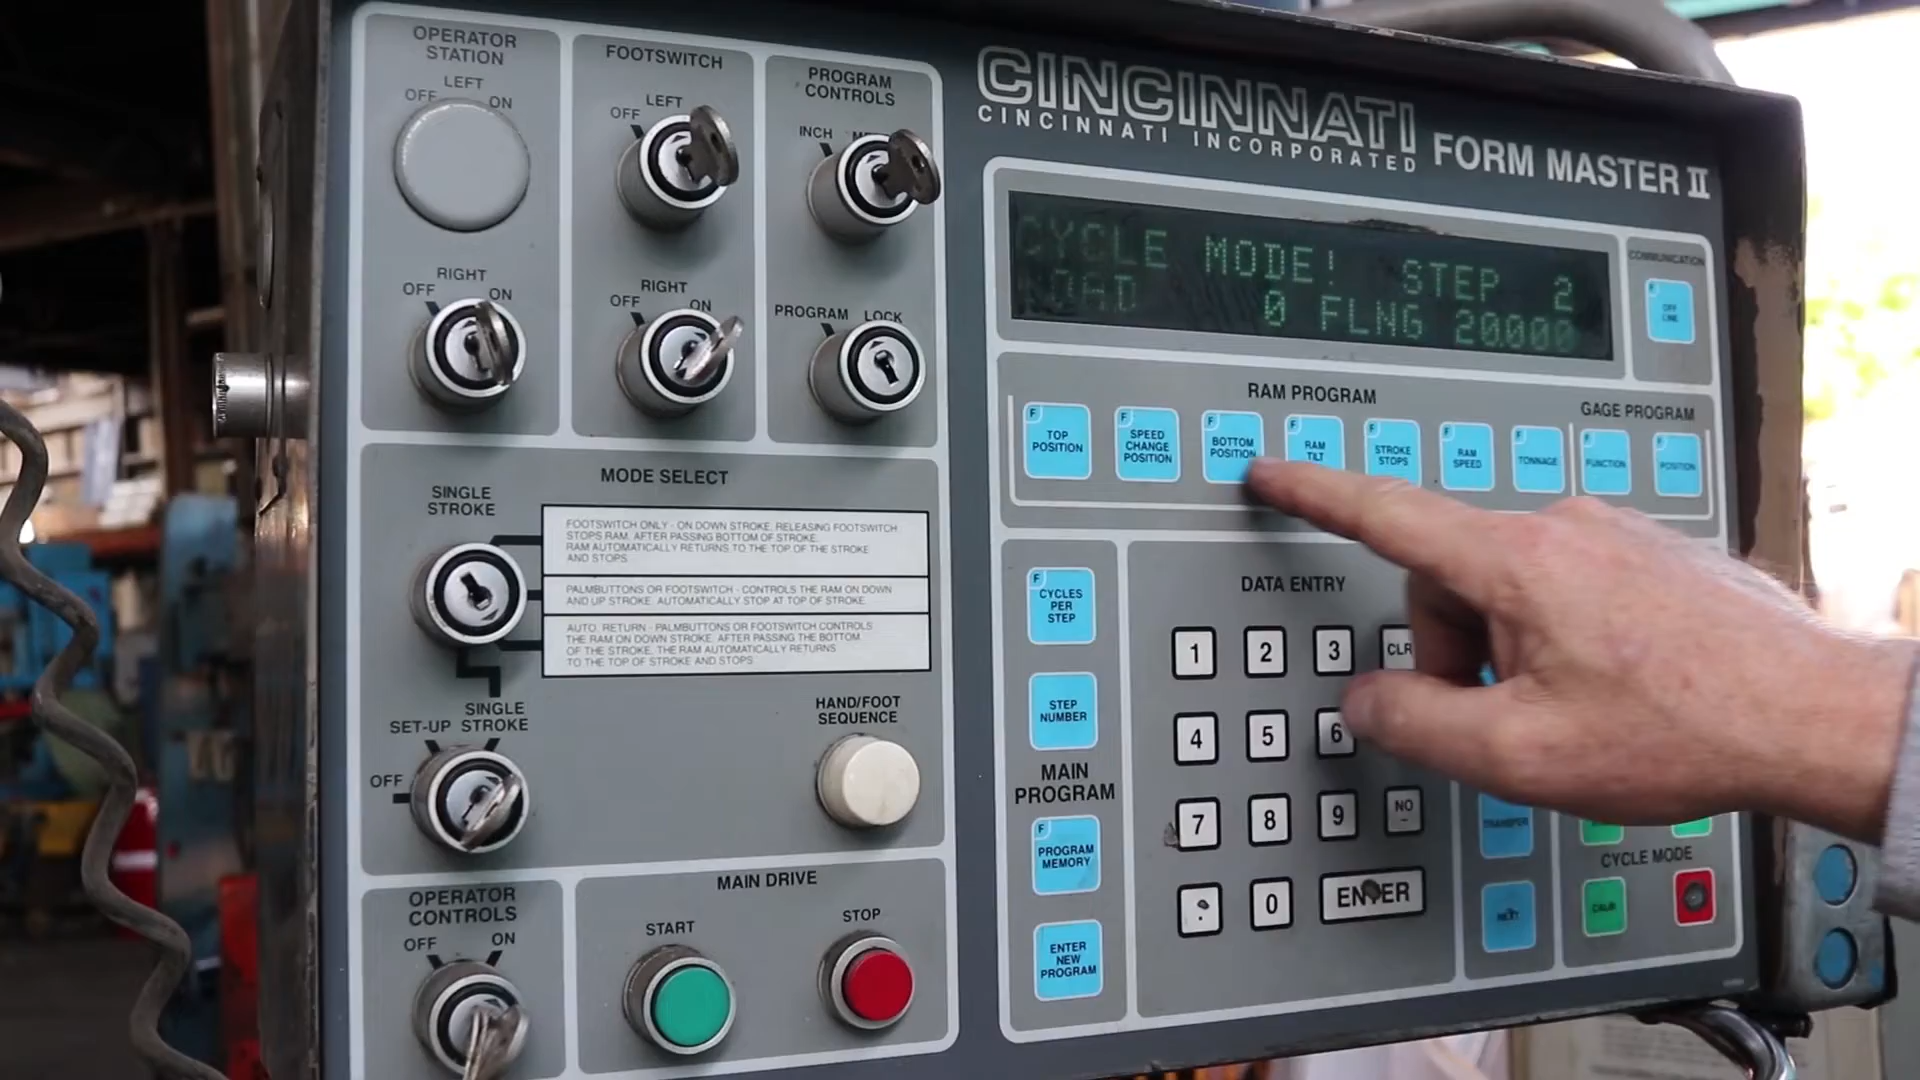 OPERATOR
STATION
LEFT
OFF
ON
RIGHT
OFF
ON
FOOTSWITCH
LEFT
OFF
RIGHT
OFF
ON
PROGRAM
CONTROLS
INCH
PROGRAM
LOCK
CINCINNATI
CINCINNATI INCORPORATED
FORM MASTER II
CYCLE MODE! STEP 2
LOAD 0 FLNG 20.000
COMMUNICATION
F
OFF
LINE
RAM PROGRAM
GAGE PROGRAM
F
TOP
POSITION
F
SPEED
CHANGE
POSITION
F
BOTTOM
POSITION
F
RAM
TILT
F
STROKE
STOPS
F
RAM
SPEED
F
TONNAGE
F
FUNCTION
F
POSITION
MODE SELECT
SINGLE
STROKE
FOOTSWITCH ONLY - ON DOWN STROKE, RELEASING FOOTSWITCH
STOPS RAM. AFTER PASSING BOTTOM OF STROKE,
RAM AUTOMATICALLY RETURNS TO THE TOP OF THE STROKE
AND STOPS
PALMBUTTONS OR FOOTSWITCH - CONTROLS THE RAM ON DOWN
AND UP STROKE. AUTOMATICALLY STOP AT TOP OF STROKE.
AUTO. RETURN - PALMBUTTONS OR FOOTSWITCH CONTROLS
THE RAM ON DOWN STROKE. AFTER PASSING THE BOTTOM
OF THE STROKE, THE RAM AUTOMATICALLY RETURNS
TO THE TOP OF STROKE AND STOPS
SET-UP
SINGLE
STROKE
OFF
HAND/FOOT
SEQUENCE
OPERATOR
CONTROLS
OFF
ON
MAIN DRIVE
START
STOP
F
CYCLES
PER
STEP
STEP
NUMBER
MAIN
PROGRAM
F
PROGRAM
MEMORY
ENTER
NEW
PROGRAM
DATA ENTRY
1 2 3 CLR
4 5 6
7 8 9 NO
-
. 0 ENTER
TRANSFER
NEXT
CYCLE MODE
CALIB